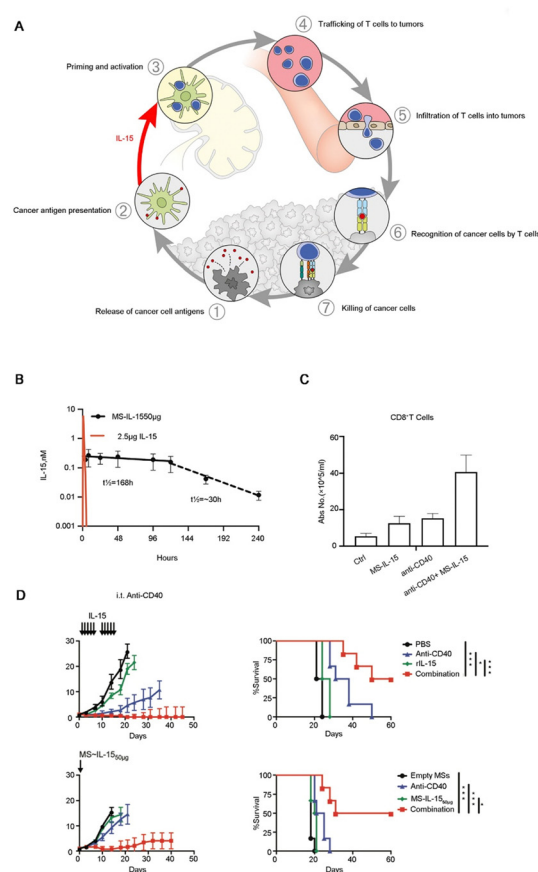 A
Trafficking of T cells to tumors
④
Priming and activation
③
⑤
Infiltration of T cells into tumors
IL-15
Cancer antigen presentation
②
⑥
Recognition of cancer cells by T cells
Release of cancer cell antigens
①
⑦
Killing of cancer cells
B
MS-IL-1550μg
2.5μg IL-15
IL-15,nM
10
1
0.1
0.01
0.001
t½=168h
t½=~30h
0 48 96 144 192 240
Hours
C
CD8+T Cells
Abs No.(×10^5/ml)
60
40
20
0
Ctrl
MS-IL-15
anti-CD40
anti-CD40+ MS-IL-15
D
i.t. Anti-CD40
IL-15
30
20
10
0
0 10 20 30 40 50
Days
%Survival
100
75
50
25
0
0 20 40 60
Days
PBS
Anti-CD40
rIL-15
Combination
MS~IL-1550μg
30
20
10
0
0 10 20 30 40 50
Days
%Survival
100
75
50
25
0
0 20 40 60
Days
Empty MSs
Anti-CD40
MS-IL-1550μg
Combination